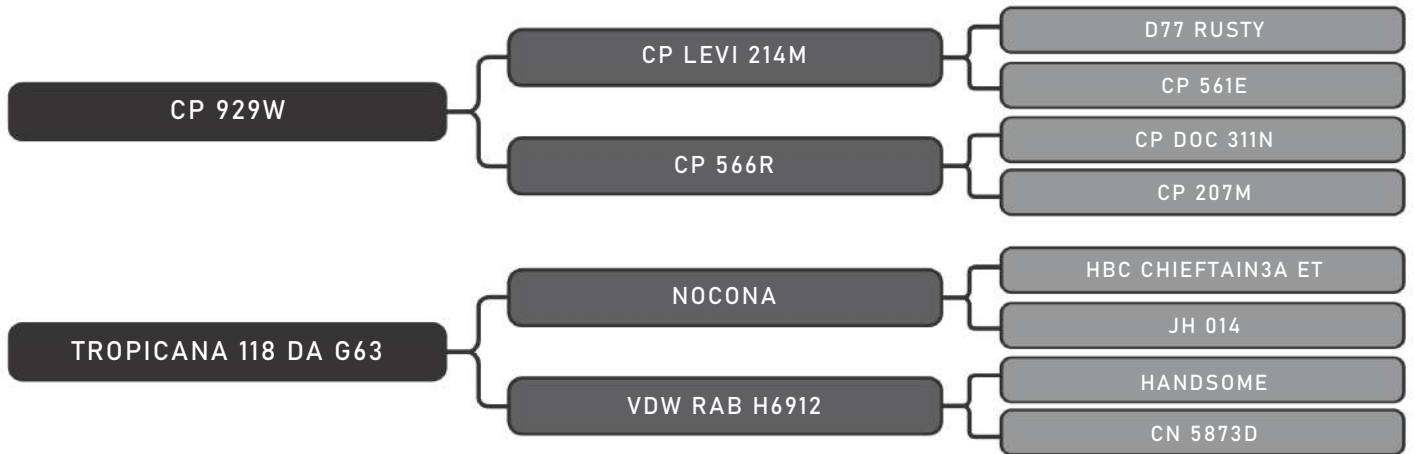 D77 RUSTY
CP LEVI 214M
CP 561E
CP 929W
CP DOC 311N
CP 566R
CP 207M
HBC CHIEFTAIN3A ET
NOCONA
JH 014
TROPICANA 118 DA G63
HANDSOME
VDW RAB H6912
CN 5873D